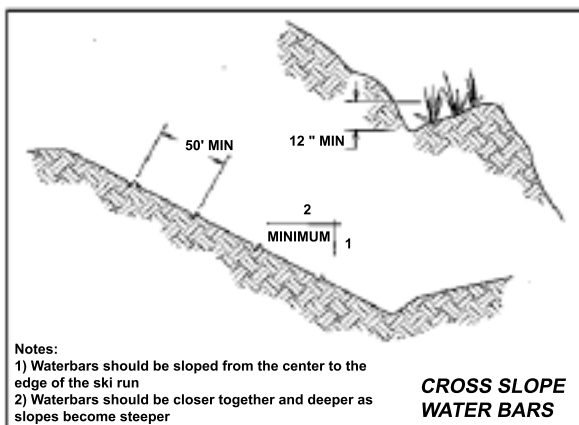 50' MIN
12 " MIN
2
MINIMUM
1
Notes:
1) Waterbars should be sloped from the center to the
edge of the ski run
2) Waterbars should be closer together and deeper as
slopes become steeper
CROSS SLOPE
WATER BARS